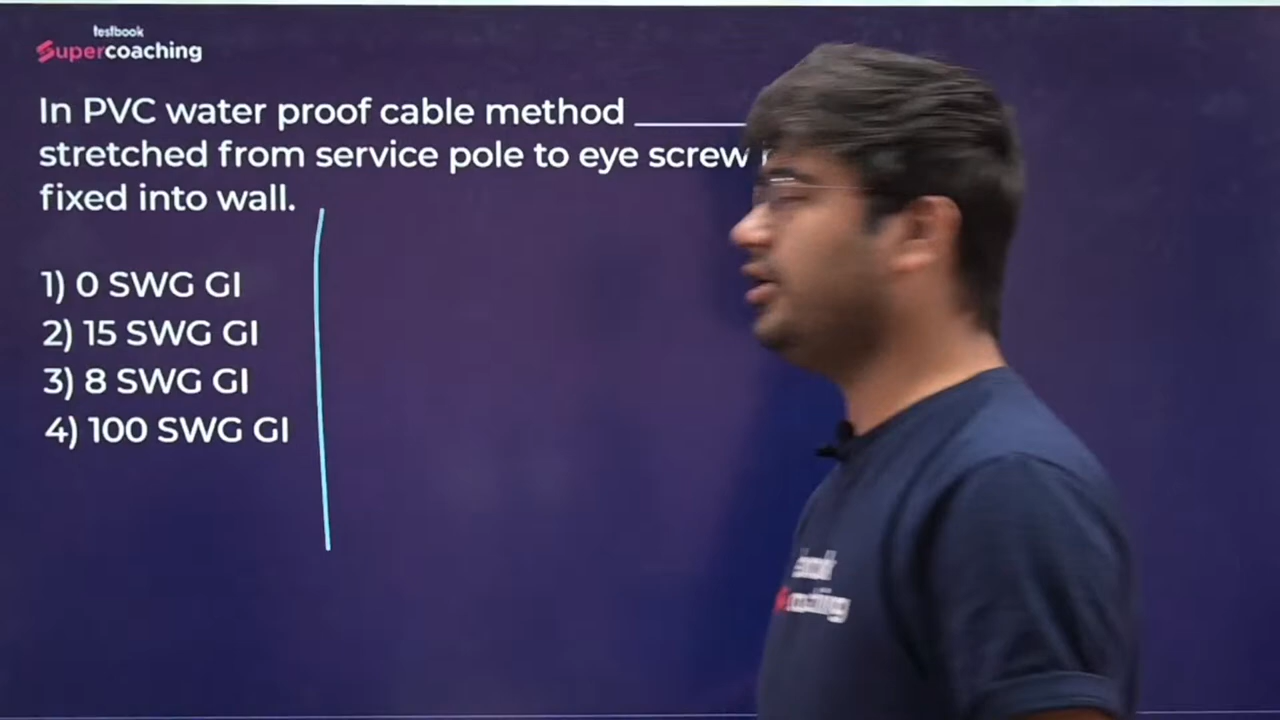 testbook
Supercoaching
In PVC water proof cable method ________
stretched from service pole to eye screw
fixed into wall.
1) 0 SWG GI
2) 15 SWG GI
3) 8 SWG GI
4) 100 SWG GI